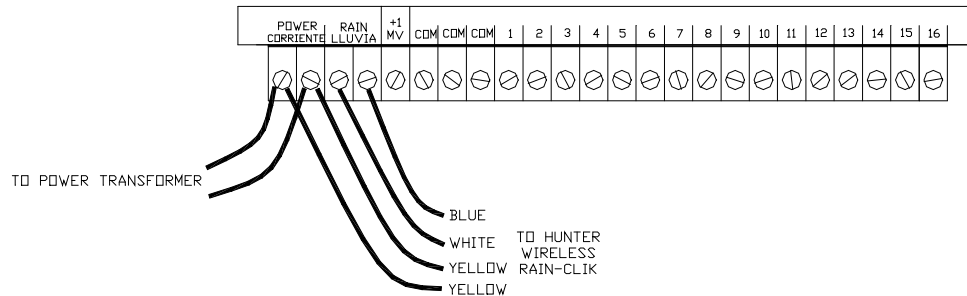 POWER RAIN +1
CORRIENTE LLUVIA MV COM COM COM 1 2 3 4 5 6 7 8 9 10 11 12 13 14 15 16
TO POWER TRANSFORMER
BLUE
WHITE
YELLOW
YELLOW
TO HUNTER
WIRELESS
RAIN-CLIK